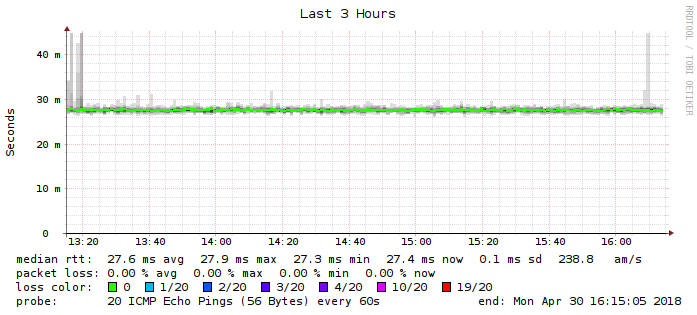 Last 3 Hours
RRDTOOL / TOBI OETIKER
Seconds
40 m
30 m
20 m
10 m
0
13:20 13:40 14:00 14:20 14:40 15:00 15:20 15:40 16:00
median rtt: 27.6 ms avg 27.9 ms max 27.3 ms min 27.4 ms now 0.1 ms sd 238.8 am/s
packet loss: 0.00 % avg 0.00 % max 0.00 % min 0.00 % now
loss color: 0 1/20 2/20 3/20 4/20 10/20 19/20
probe: 20 ICMP Echo Pings (56 Bytes) every 60s end: Mon Apr 30 16:15:05 2018